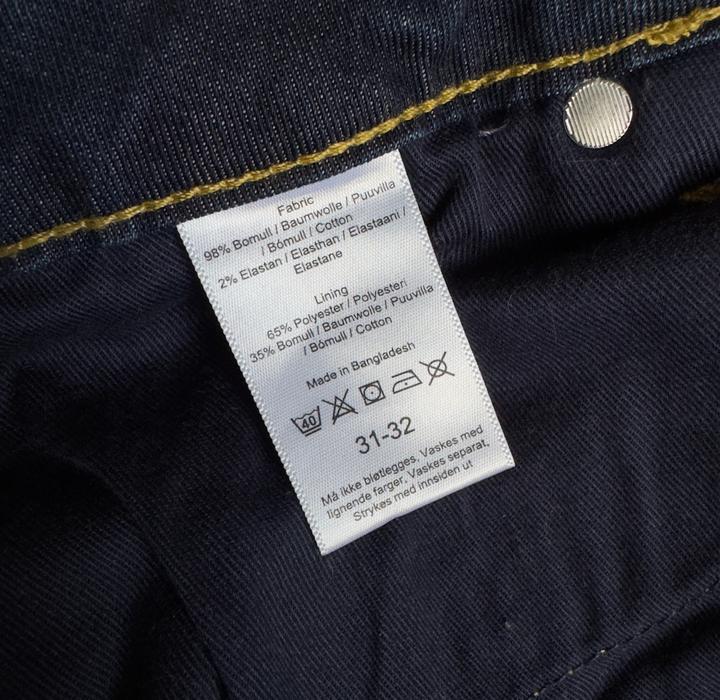 Fabric
98% Bomull / Baumwolle / Puuvilla
/ Bómull / Cotton
2% Elastan / Elasthan / Elastaani /
Elastane
Lining
65% Polyester / Polyesteri
35% Bomull / Baumwolle / Puuvilla
/ Bómull / Cotton
Made in Bangladesh
40
31-32
Må ikke bløtlegges. Vaskes med
lignende farger. Vaskes separat.
Strykes med innsiden ut